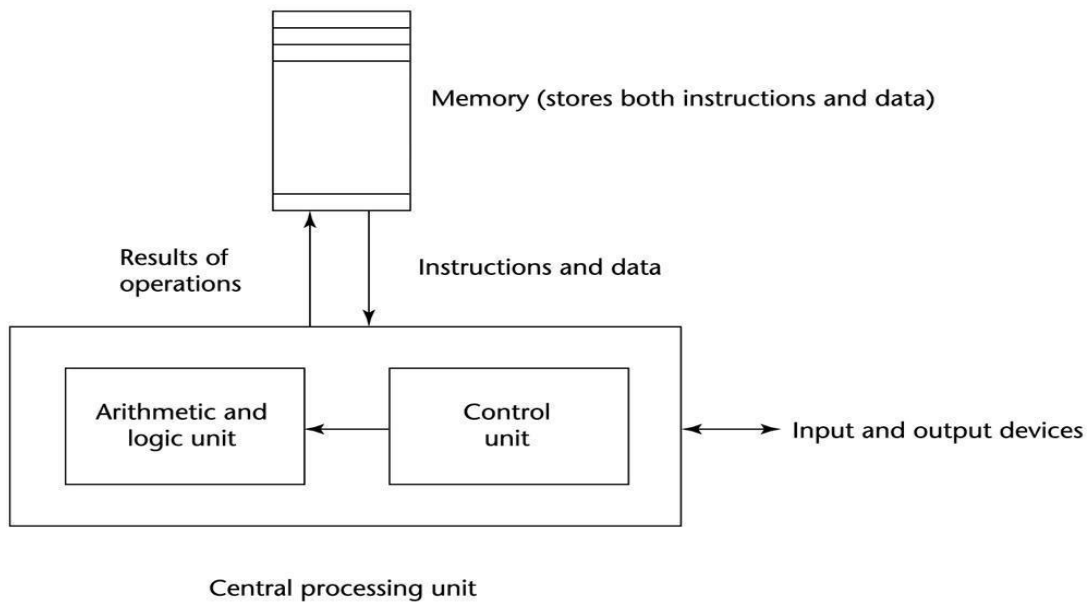 Memory (stores both instructions and data)
Results of
operations
Instructions and data
Arithmetic and
logic unit
Control
unit
Input and output devices
Central processing unit